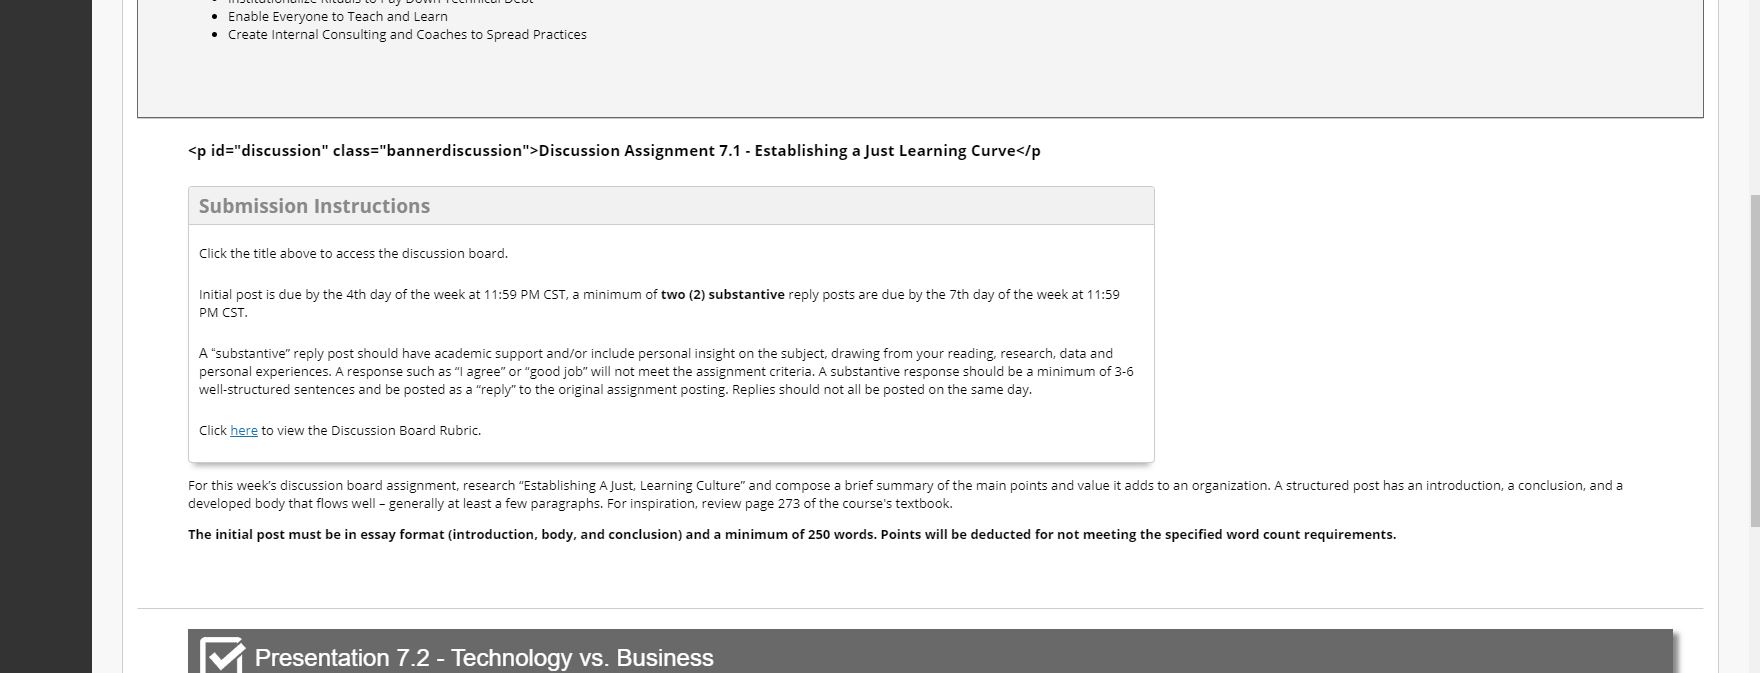 Institutionalize Rituals to Pay Down Technical Debt
Enable Everyone to Teach and Learn
Create Internal Consulting and Coaches to Spread Practices
<p id="discussion" class="bannerdiscussion">Discussion Assignment 7.1 - Establishing a Just Learning Curve</p
Submission Instructions
Click the title above to access the discussion board.
Initial post is due by the 4th day of the week at 11:59 PM CST, a minimum of two (2) substantive reply posts are due by the 7th day of the week at 11:59
PM CST.
A “substantive” reply post should have academic support and/or include personal insight on the subject, drawing from your reading, research, data and
personal experiences. A response such as “I agree” or “good job” will not meet the assignment criteria. A substantive response should be a minimum of 3-6
well-structured sentences and be posted as a “reply” to the original assignment posting. Replies should not all be posted on the same day.
Click here to view the Discussion Board Rubric.
For this week’s discussion board assignment, research “Establishing A Just, Learning Culture” and compose a brief summary of the main points and value it adds to an organization. A structured post has an introduction, a conclusion, and a
developed body that flows well – generally at least a few paragraphs. For inspiration, review page 273 of the course's textbook.
The initial post must be in essay format (introduction, body, and conclusion) and a minimum of 250 words. Points will be deducted for not meeting the specified word count requirements.
Presentation 7.2 - Technology vs. Business